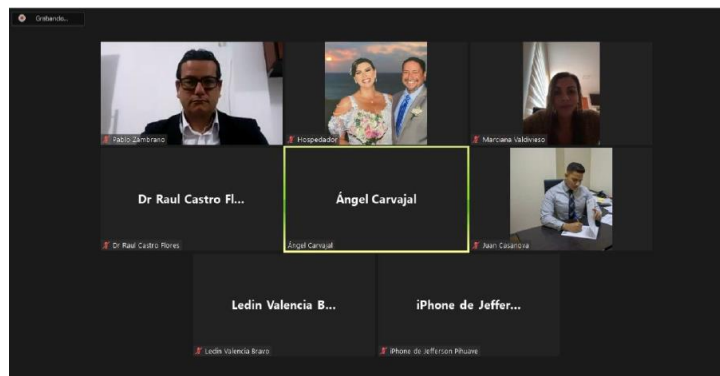 Grabando...
Pablo Zambrano
Hospedador
Marciana Valdivieso
Dr Raul Castro Fl...
Dr Raul Castro Flores
Ángel Carvajal
Ángel Carvajal
Juan Casanova
Ledin Valencia B...
Ledin Valencia Bravo
iPhone de Jeffer...
iPhone de Jefferson Pihuave